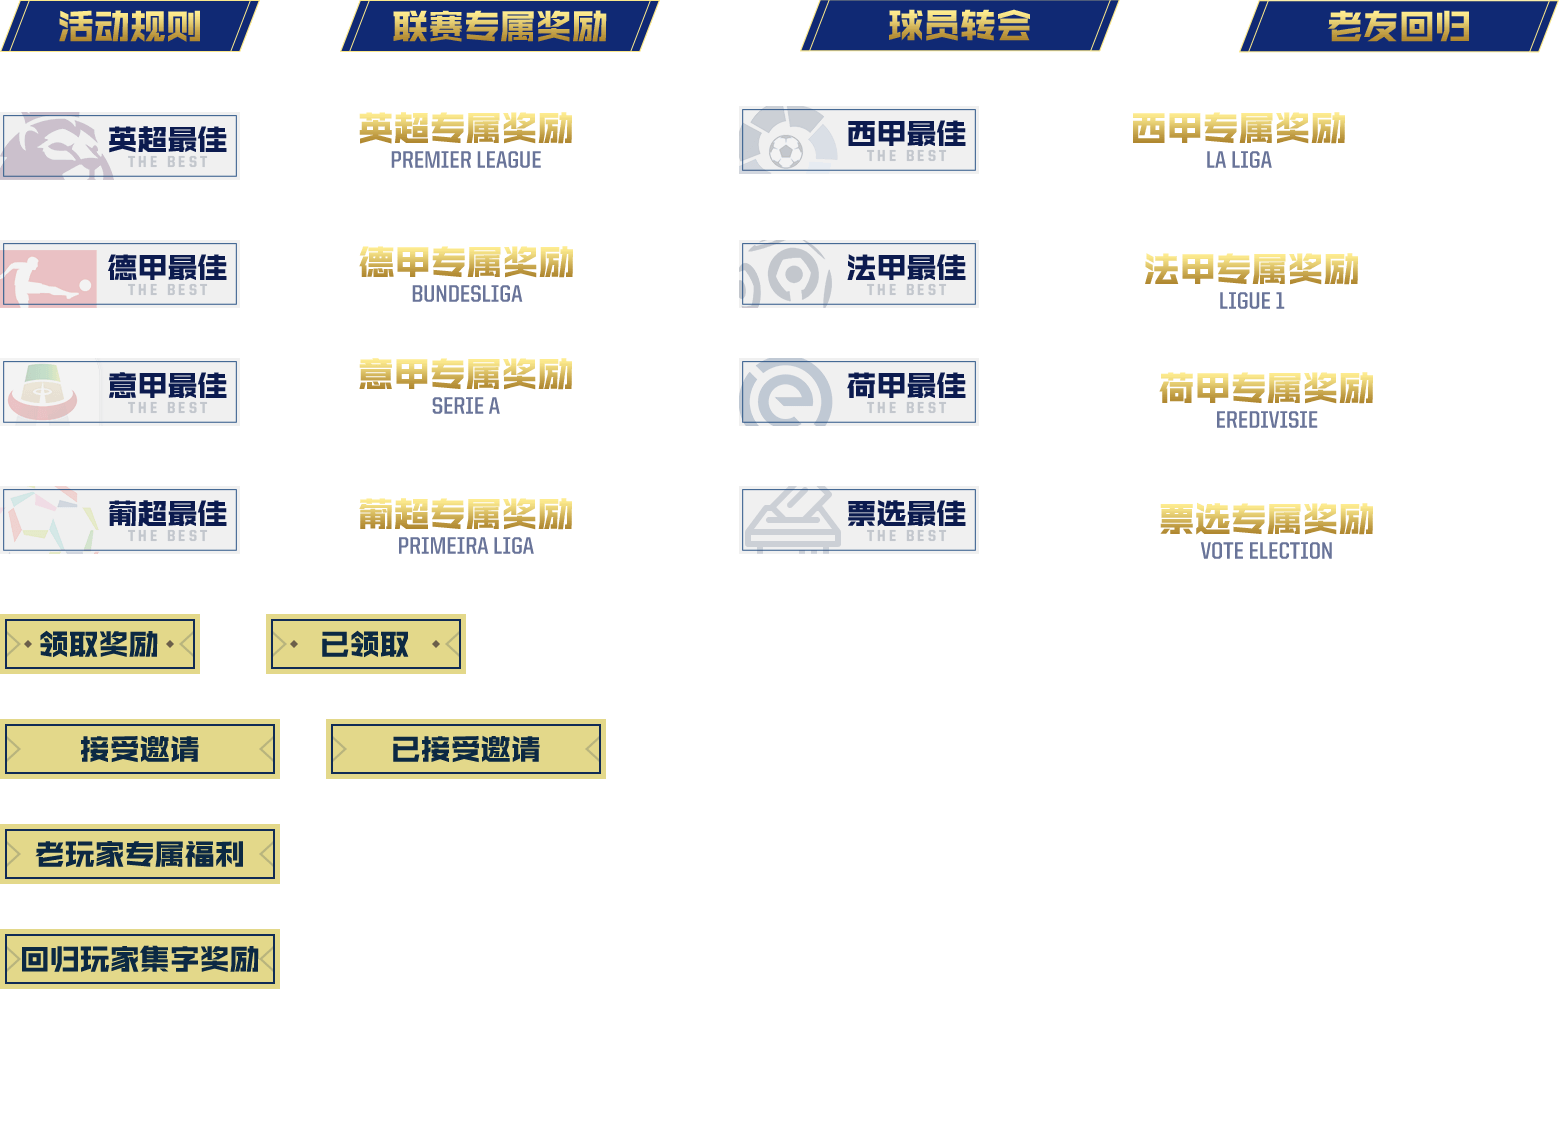 活动规则
联赛专属奖励
球员转会
老友回归
英超最佳
THE BEST
英超专属奖励
PREMIER LEAGUE
西甲最佳
THE BEST
西甲专属奖励
LA LIGA
德甲最佳
THE BEST
德甲专属奖励
BUNDESLIGA
法甲最佳
THE BEST
法甲专属奖励
LIGUE 1
意甲最佳
THE BEST
意甲专属奖励
SERIE A
荷甲最佳
THE BEST
荷甲专属奖励
EREDIVISIE
葡超最佳
THE BEST
葡超专属奖励
PRIMEIRA LIGA
票选最佳
THE BEST
票选专属奖励
VOTE ELECTION
领取奖励
已领取
接受邀请
已接受邀请
老玩家专属福利
回归玩家集字奖励